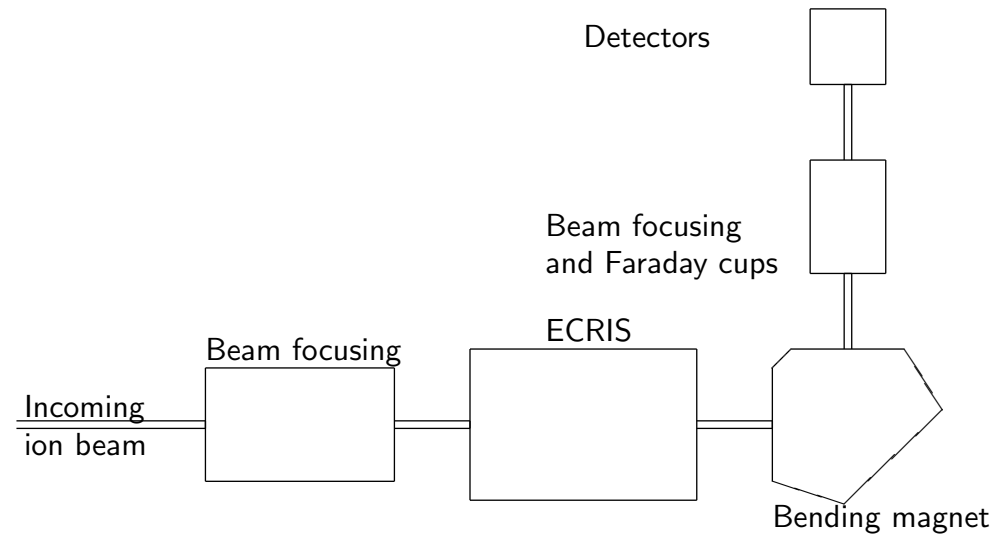 Detectors
Beam focusing
and Faraday cups
ECRIS
Beam focusing
Incoming
ion beam
Bending magnet